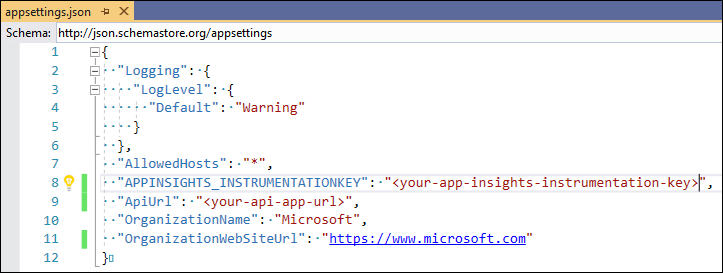 appsettings.json
Schema: http://json.schemastore.org/appsettings
1 {
2 "Logging": {
3 "LogLevel": {
4 "Default": "Warning"
5 }
6 },
7 "AllowedHosts": "*",
8 "APPINSIGHTS_INSTRUMENTATIONKEY": "<your-app-insights-instrumentation-key>",
9 "ApiUrl": "<your-api-app-url>",
10 "OrganizationName": "Microsoft",
11 "OrganizationWebSiteUrl": "https://www.microsoft.com"
12 }